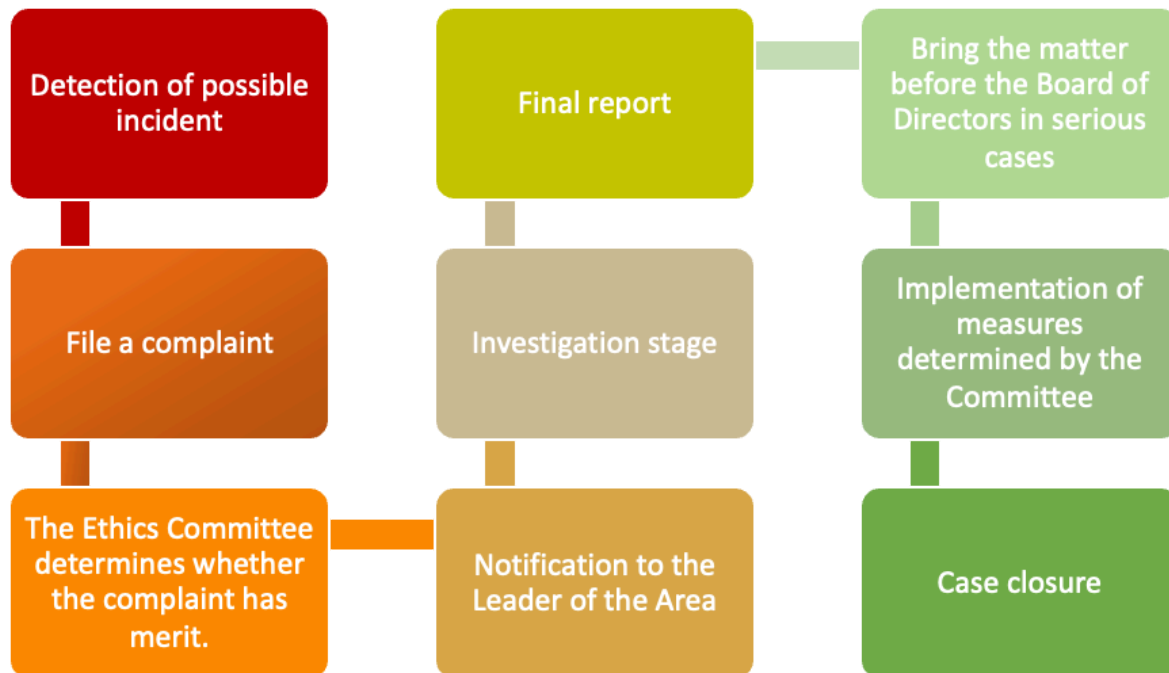 Detection of possible
incident
File a complaint
The Ethics Committee
determines whether
the complaint has
merit.
Notification to the
Leader of the Area
Investigation stage
Final report
Bring the matter
before the Board of
Directors in serious
cases
Implementation of
measures
determined by the
Committee
Case closure